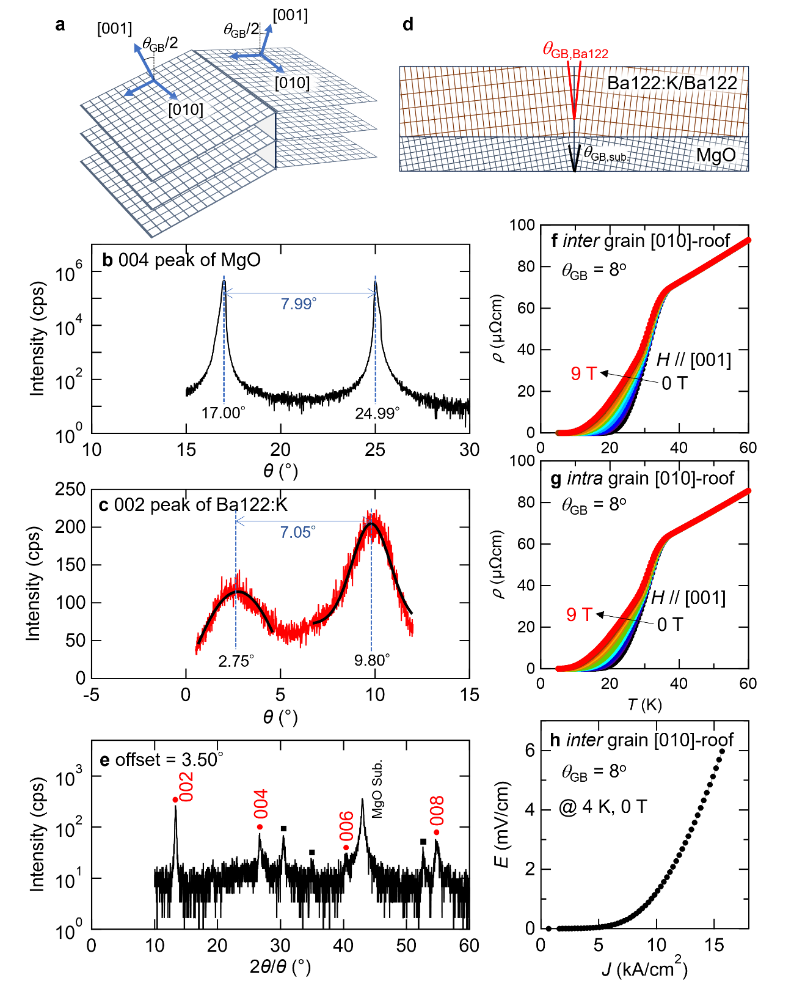 a
[001]
θGB/2
[010]
θGB/2
[001]
[010]
d
θGB,Ba122
Ba122:K/Ba122
θGB,sub.
MgO
b 004 peak of MgO
Intensity (cps)
10^6
10^4
10^2
10^0
7.99°
17.00°
24.99°
10 15 20 25 30
θ (°)
c 002 peak of Ba122:K
Intensity (cps)
250
200
150
100
50
0
7.05°
2.75°
9.80°
-5 0 5 10 15
θ (°)
e offset = 3.50°
Intensity (cps)
10^3
10^2
10^1
10^0
002
004
006
MgO Sub.
008
0 10 20 30 40 50 60
2θ/θ (°)
f inter grain [010]-roof
θGB = 8°
ρ (μΩcm)
100
80
60
40
20
0
H // [001]
9 T
0 T
0 20 40 60
g intra grain [010]-roof
θGB = 8°
ρ (μΩcm)
100
80
60
40
20
0
H // [001]
9 T
0 T
0 20 40 60
T (K)
h inter grain [010]-roof
θGB = 8°
@ 4 K, 0 T
E (mV/cm)
6
4
2
0
0 5 10 15
J (kA/cm^2)